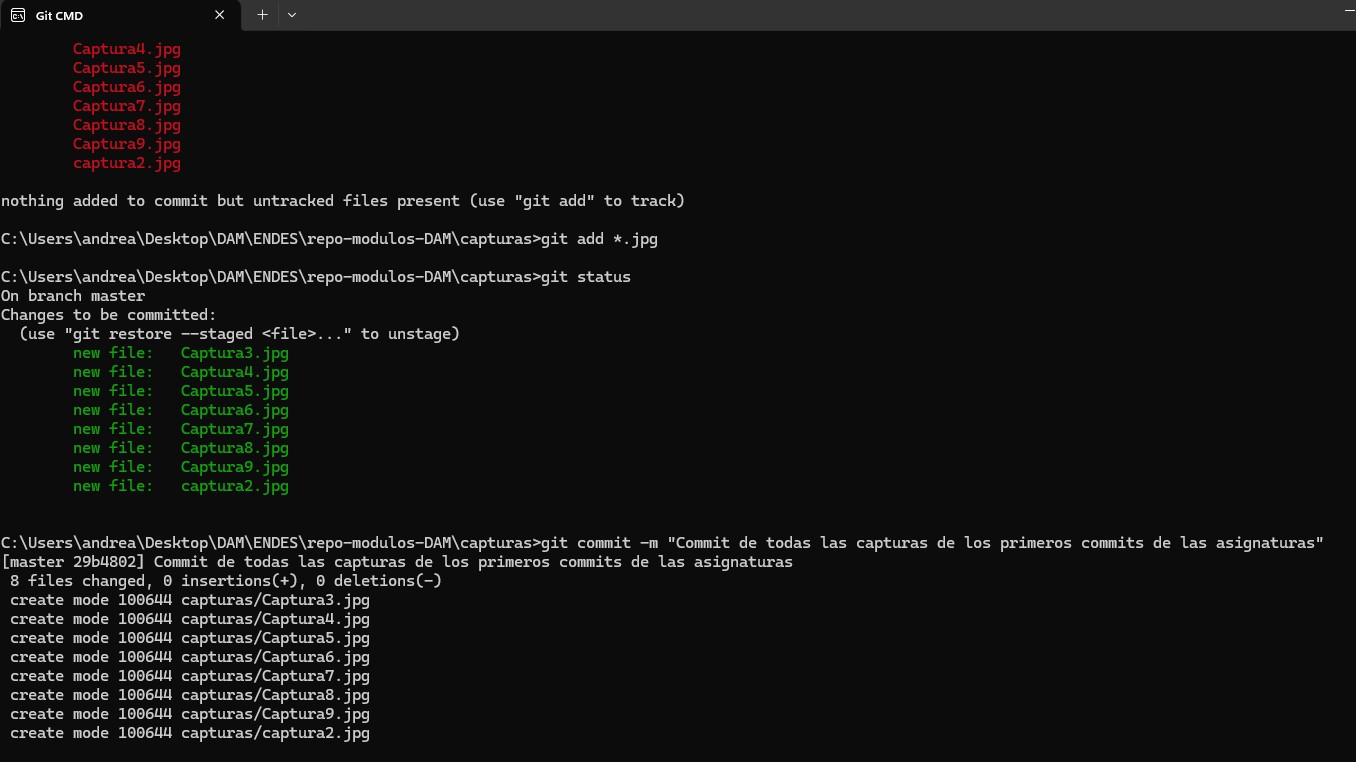 Git CMD
Captura4.jpg
Captura5.jpg
Captura6.jpg
Captura7.jpg
Captura8.jpg
Captura9.jpg
captura2.jpg
nothing added to commit but untracked files present (use "git add" to track)
C:\Users\andrea\Desktop\DAM\ENDES\repo-modulos-DAM\capturas>git add *.jpg
C:\Users\andrea\Desktop\DAM\ENDES\repo-modulos-DAM\capturas>git status
On branch master
Changes to be committed:
  (use "git restore --staged <file>..." to unstage)
new file:   Captura3.jpg
new file:   Captura4.jpg
new file:   Captura5.jpg
new file:   Captura6.jpg
new file:   Captura7.jpg
new file:   Captura8.jpg
new file:   Captura9.jpg
new file:   captura2.jpg
C:\Users\andrea\Desktop\DAM\ENDES\repo-modulos-DAM\capturas>git commit -m "Commit de todas las capturas de los primeros commits de las asignaturas"
[master 29b4802] Commit de todas las capturas de los primeros commits de las asignaturas
 8 files changed, 0 insertions(+), 0 deletions(-)
 create mode 100644 capturas/Captura3.jpg
 create mode 100644 capturas/Captura4.jpg
 create mode 100644 capturas/Captura5.jpg
 create mode 100644 capturas/Captura6.jpg
 create mode 100644 capturas/Captura7.jpg
 create mode 100644 capturas/Captura8.jpg
 create mode 100644 capturas/Captura9.jpg
 create mode 100644 capturas/captura2.jpg